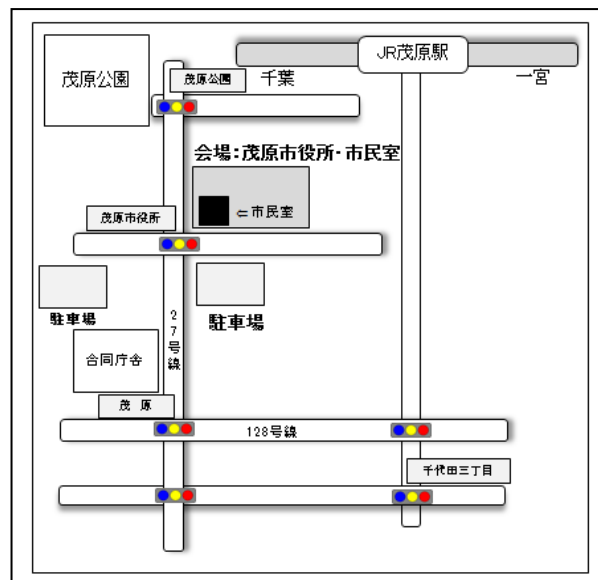 JR茂原駅
茂原公園
茂原公園
千葉
一宮
会場:茂原市役所・市民室
⇐市民室
茂原市役所
駐車場
駐車場
27号線
合同庁舎
茂 原
128号線
千代田三丁目